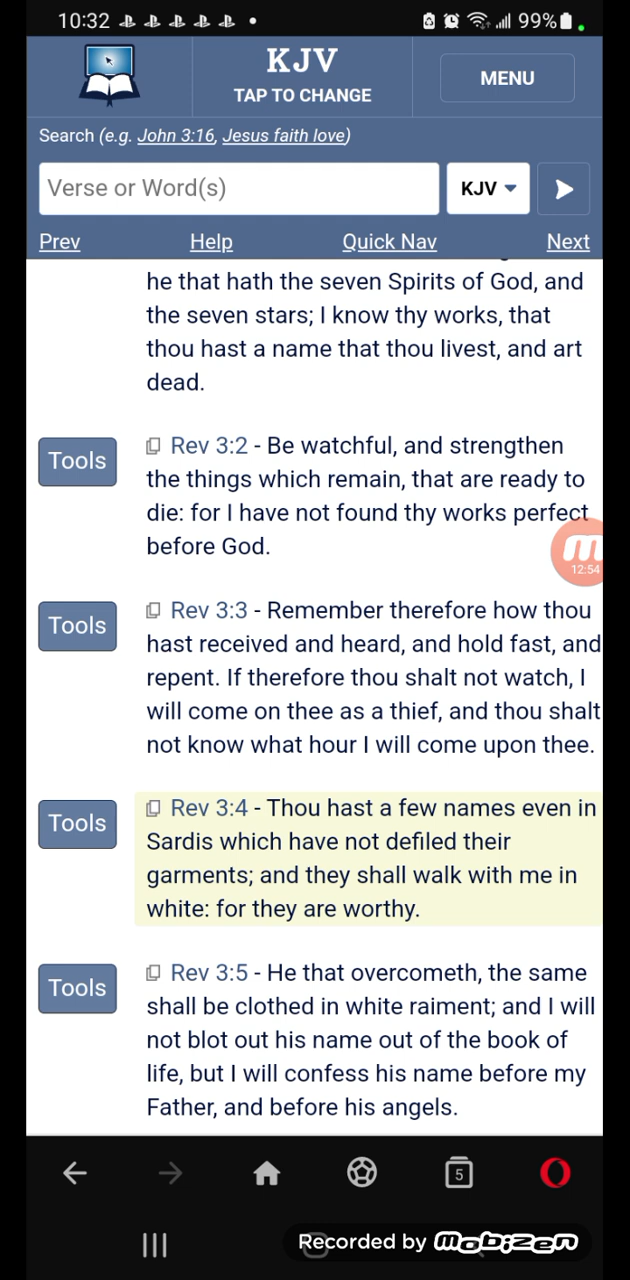 10:32 99%
KJV
TAP TO CHANGE
MENU
Search (e.g. John 3:16, Jesus faith love)
Verse or Word(s)
KJV
Prev Help Quick Nav Next
he that hath the seven Spirits of God, and
the seven stars; I know thy works, that
thou hast a name that thou livest, and art
dead.
Tools
Rev 3:2 - Be watchful, and strengthen
the things which remain, that are ready to
die: for I have not found thy works perfect
before God.
12:54
Tools
Rev 3:3 - Remember therefore how thou
hast received and heard, and hold fast, and
repent. If therefore thou shalt not watch, I
will come on thee as a thief, and thou shalt
not know what hour I will come upon thee.
Tools
Rev 3:4 - Thou hast a few names even in
Sardis which have not defiled their
garments; and they shall walk with me in
white: for they are worthy.
Tools
Rev 3:5 - He that overcometh, the same
shall be clothed in white raiment; and I will
not blot out his name out of the book of
life, but I will confess his name before my
Father, and before his angels.
5
Recorded by mobizen